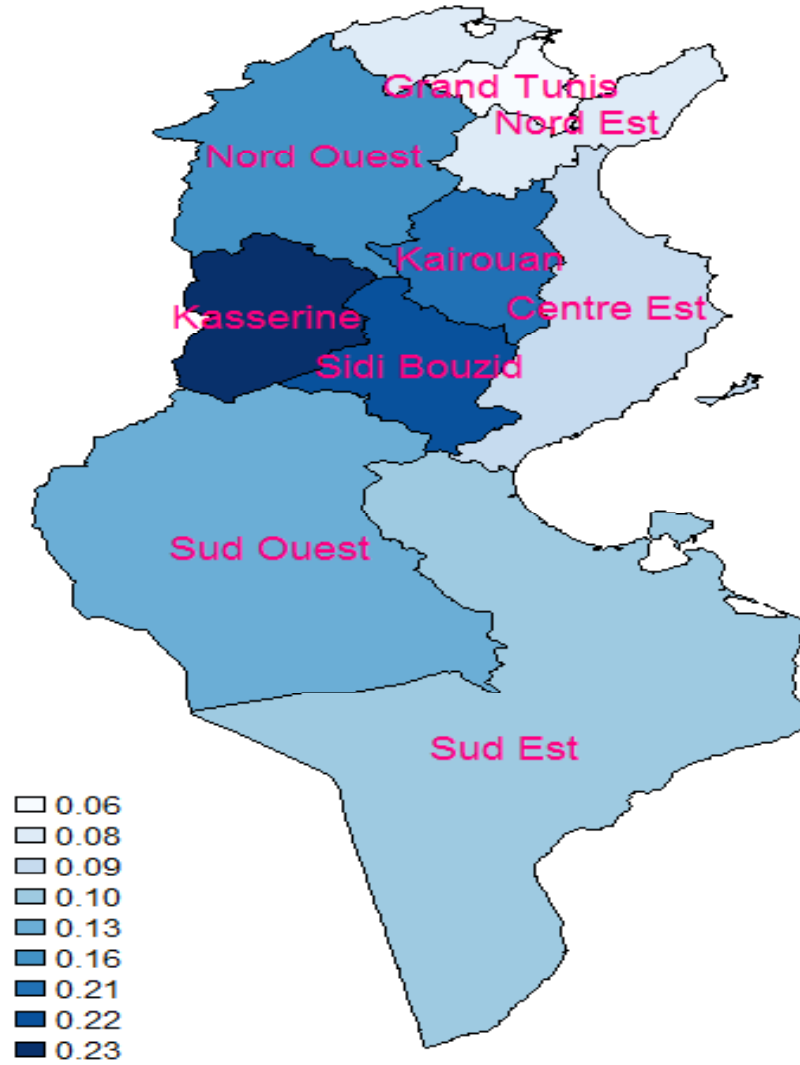 Grand Tunis
Nord Est
Nord Ouest
Kairouan
Centre Est
Kasserine
Sidi Bouzid
Sud Ouest
Sud Est
0.06
0.08
0.09
0.10
0.13
0.16
0.21
0.22
0.23